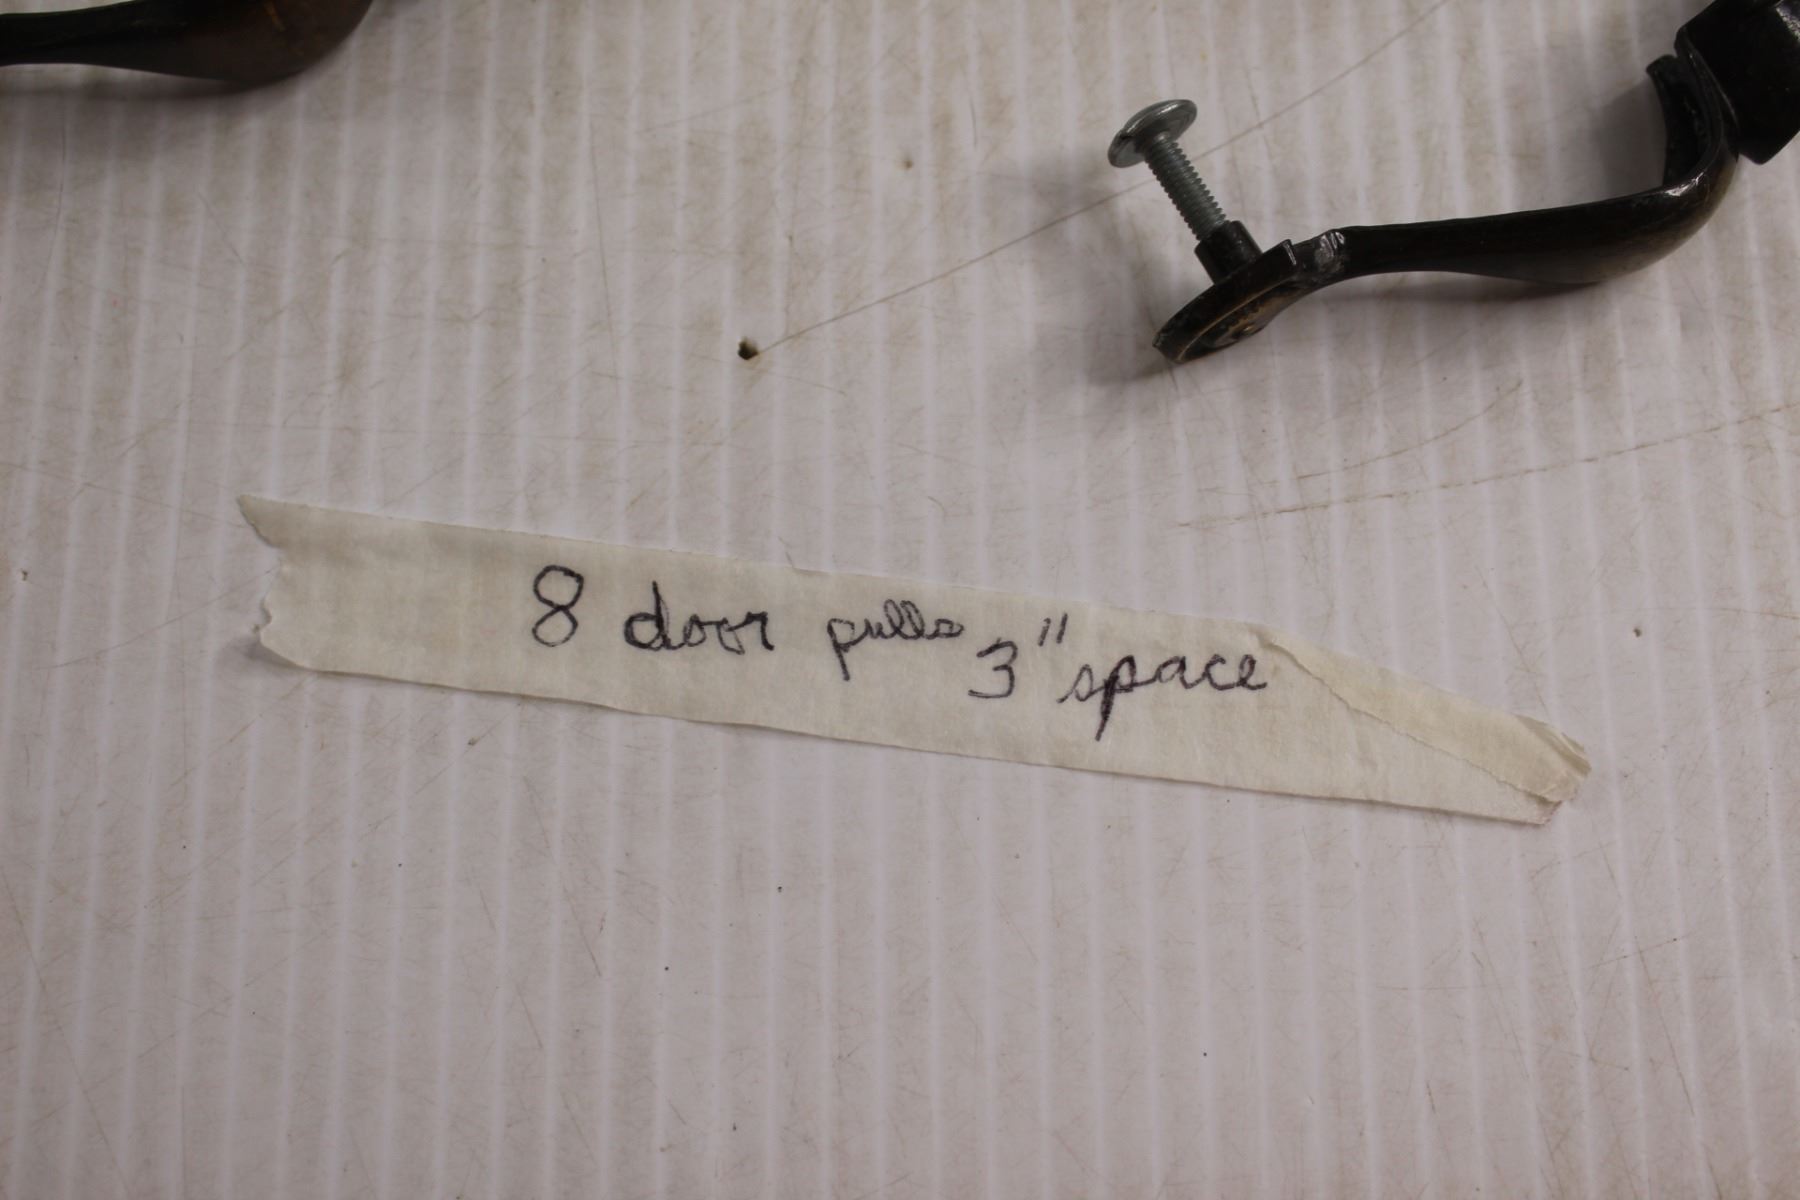 8 door pulls 3" space